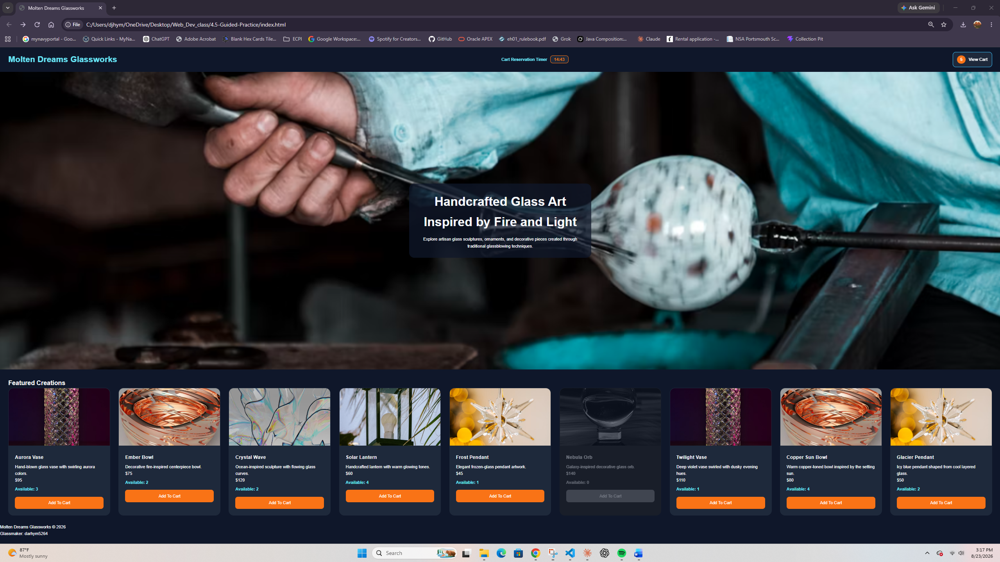 Molten Dreams Glassworks
Ask Gemini
File
C:/Users/djhym/OneDrive/Desktop/Web_Dev_class/4.5-Guided-Practice/index.html
mynavyportal - Goo...
Quick Links - MyNa...
ChatGPT
Adobe Acrobat
Blank Hex Cards Tile...
ECPI
Google Workspace:...
Spotify for Creators...
GitHub
Oracle APEX
eh01_rulebook.pdf
Grok
Java Composition:...
Claude
Rental application -...
NSA Portsmouth Sc...
Collection Pit
Molten Dreams Glassworks
Cart Reservation Timer 14:43
5 View Cart
Handcrafted Glass Art
Inspired by Fire and Light
Explore artisan glass sculptures, ornaments, and decorative pieces created through
traditional glassblowing techniques.
Featured Creations
Aurora Vase
Hand-blown glass vase with swirling aurora
colors.
$95
Available: 3
Add To Cart
Ember Bowl
Decorative fire-inspired centerpiece bowl.
$75
Available: 2
Add To Cart
Crystal Wave
Ocean-inspired sculpture with flowing glass
curves.
$120
Available: 2
Add To Cart
Solar Lantern
Handcrafted lantern with warm glowing tones.
$60
Available: 4
Add To Cart
Frost Pendant
Elegant frozen-glass pendant artwork.
$45
Available: 1
Add To Cart
Nebula Orb
Galaxy-inspired decorative glass orb.
$140
Available: 0
Add To Cart
Twilight Vase
Deep violet vase swirled with dusky evening
hues.
$110
Available: 1
Add To Cart
Copper Sun Bowl
Warm copper-toned bowl inspired by the setting
sun.
$80
Available: 4
Add To Cart
Glacier Pendant
Icy blue pendant shaped from cool layered
glass.
$50
Available: 2
Add To Cart
Molten Dreams Glassworks © 2026
Glassmaker: darhym5264
87°F
Mostly sunny
Search
3:17 PM
8/23/2026